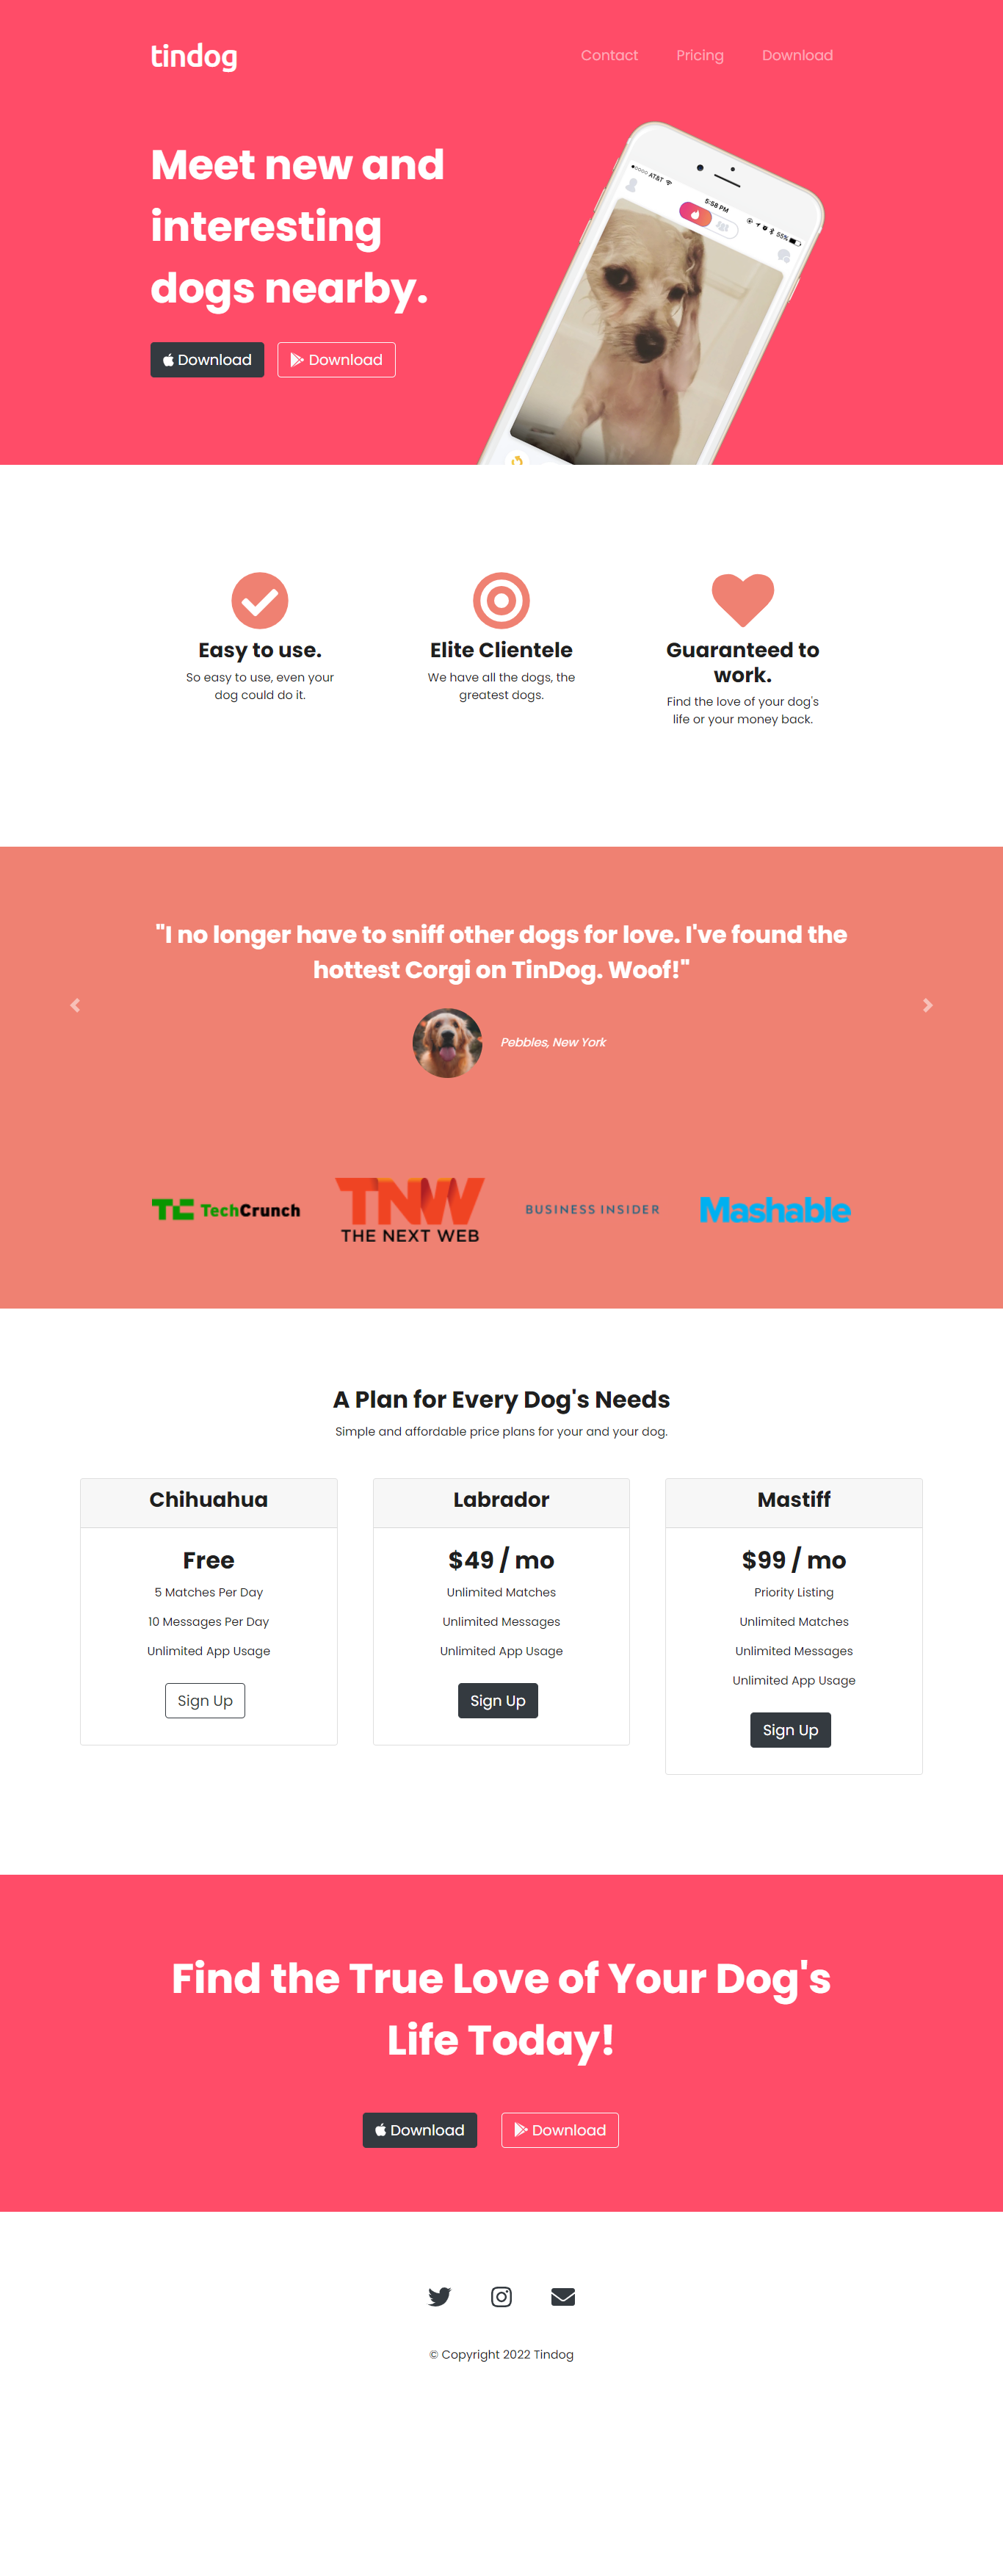 tindog
Contact Pricing Download
Meet new and
interesting
dogs nearby.
Download Download
AT&T 5:58 PM 55%
Easy to use.
So easy to use, even your
dog could do it.
Elite Clientele
We have all the dogs, the
greatest dogs.
Guaranteed to
work.
Find the love of your dog's
life or your money back.
"I no longer have to sniff other dogs for love. I've found the
hottest Corgi on TinDog. Woof!"
Pebbles, New York
TC TechCrunch
TNW
THE NEXT WEB
BUSINESS INSIDER
Mashable
A Plan for Every Dog's Needs
Simple and affordable price plans for your and your dog.
Chihuahua
Free
5 Matches Per Day
10 Messages Per Day
Unlimited App Usage
Sign Up
Labrador
$49 / mo
Unlimited Matches
Unlimited Messages
Unlimited App Usage
Sign Up
Mastiff
$99 / mo
Priority Listing
Unlimited Matches
Unlimited Messages
Unlimited App Usage
Sign Up
Find the True Love of Your Dog's
Life Today!
Download Download
© Copyright 2022 Tindog